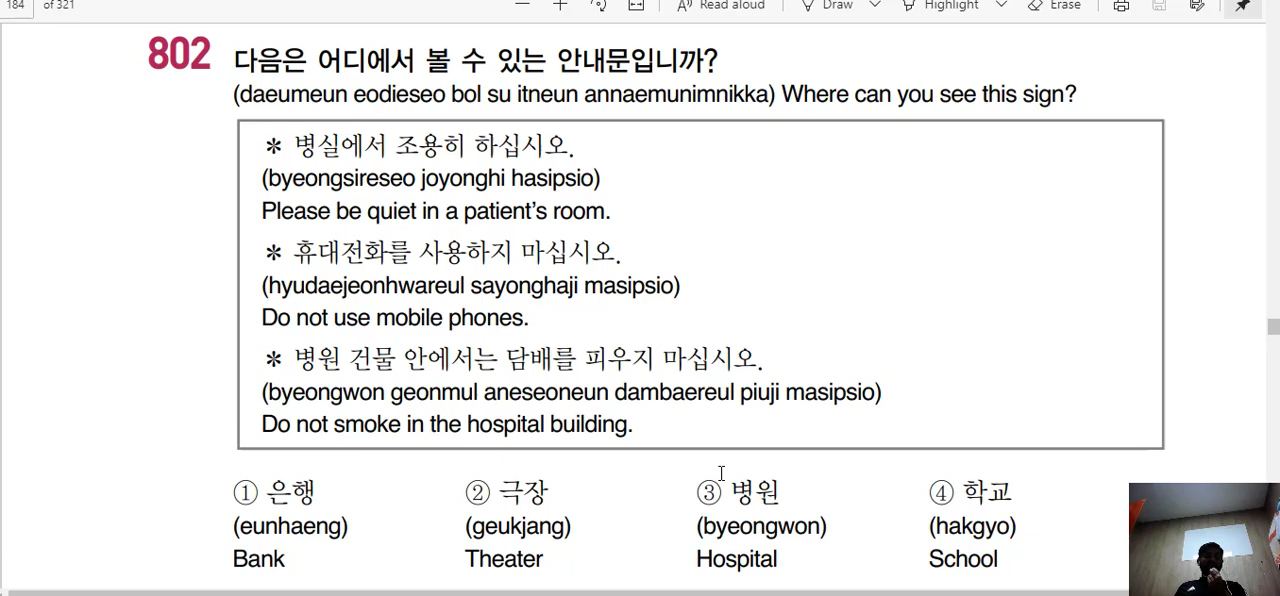 184 of 321 Read aloud Draw Highlight Erase
802 다음은 어디에서 볼 수 있는 안내문입니까?
(daeumeun eodieseo bol su itneun annaemunimnikka) Where can you see this sign?
* 병실에서 조용히 하십시오.
(byeongsireseo joyonghi hasipsio)
Please be quiet in a patient's room.
* 휴대전화를 사용하지 마십시오.
(hyudaejeonhwareul sayonghaji masipsio)
Do not use mobile phones.
* 병원 건물 안에서는 담배를 피우지 마십시오.
(byeongwon geonmul aneseoneun dambaereul piuji masipsio)
Do not smoke in the hospital building.
① 은행 ② 극장 ③ 병원 ④ 학교
(eunhaeng) (geukjang) (byeongwon) (hakgyo)
Bank Theater Hospital School